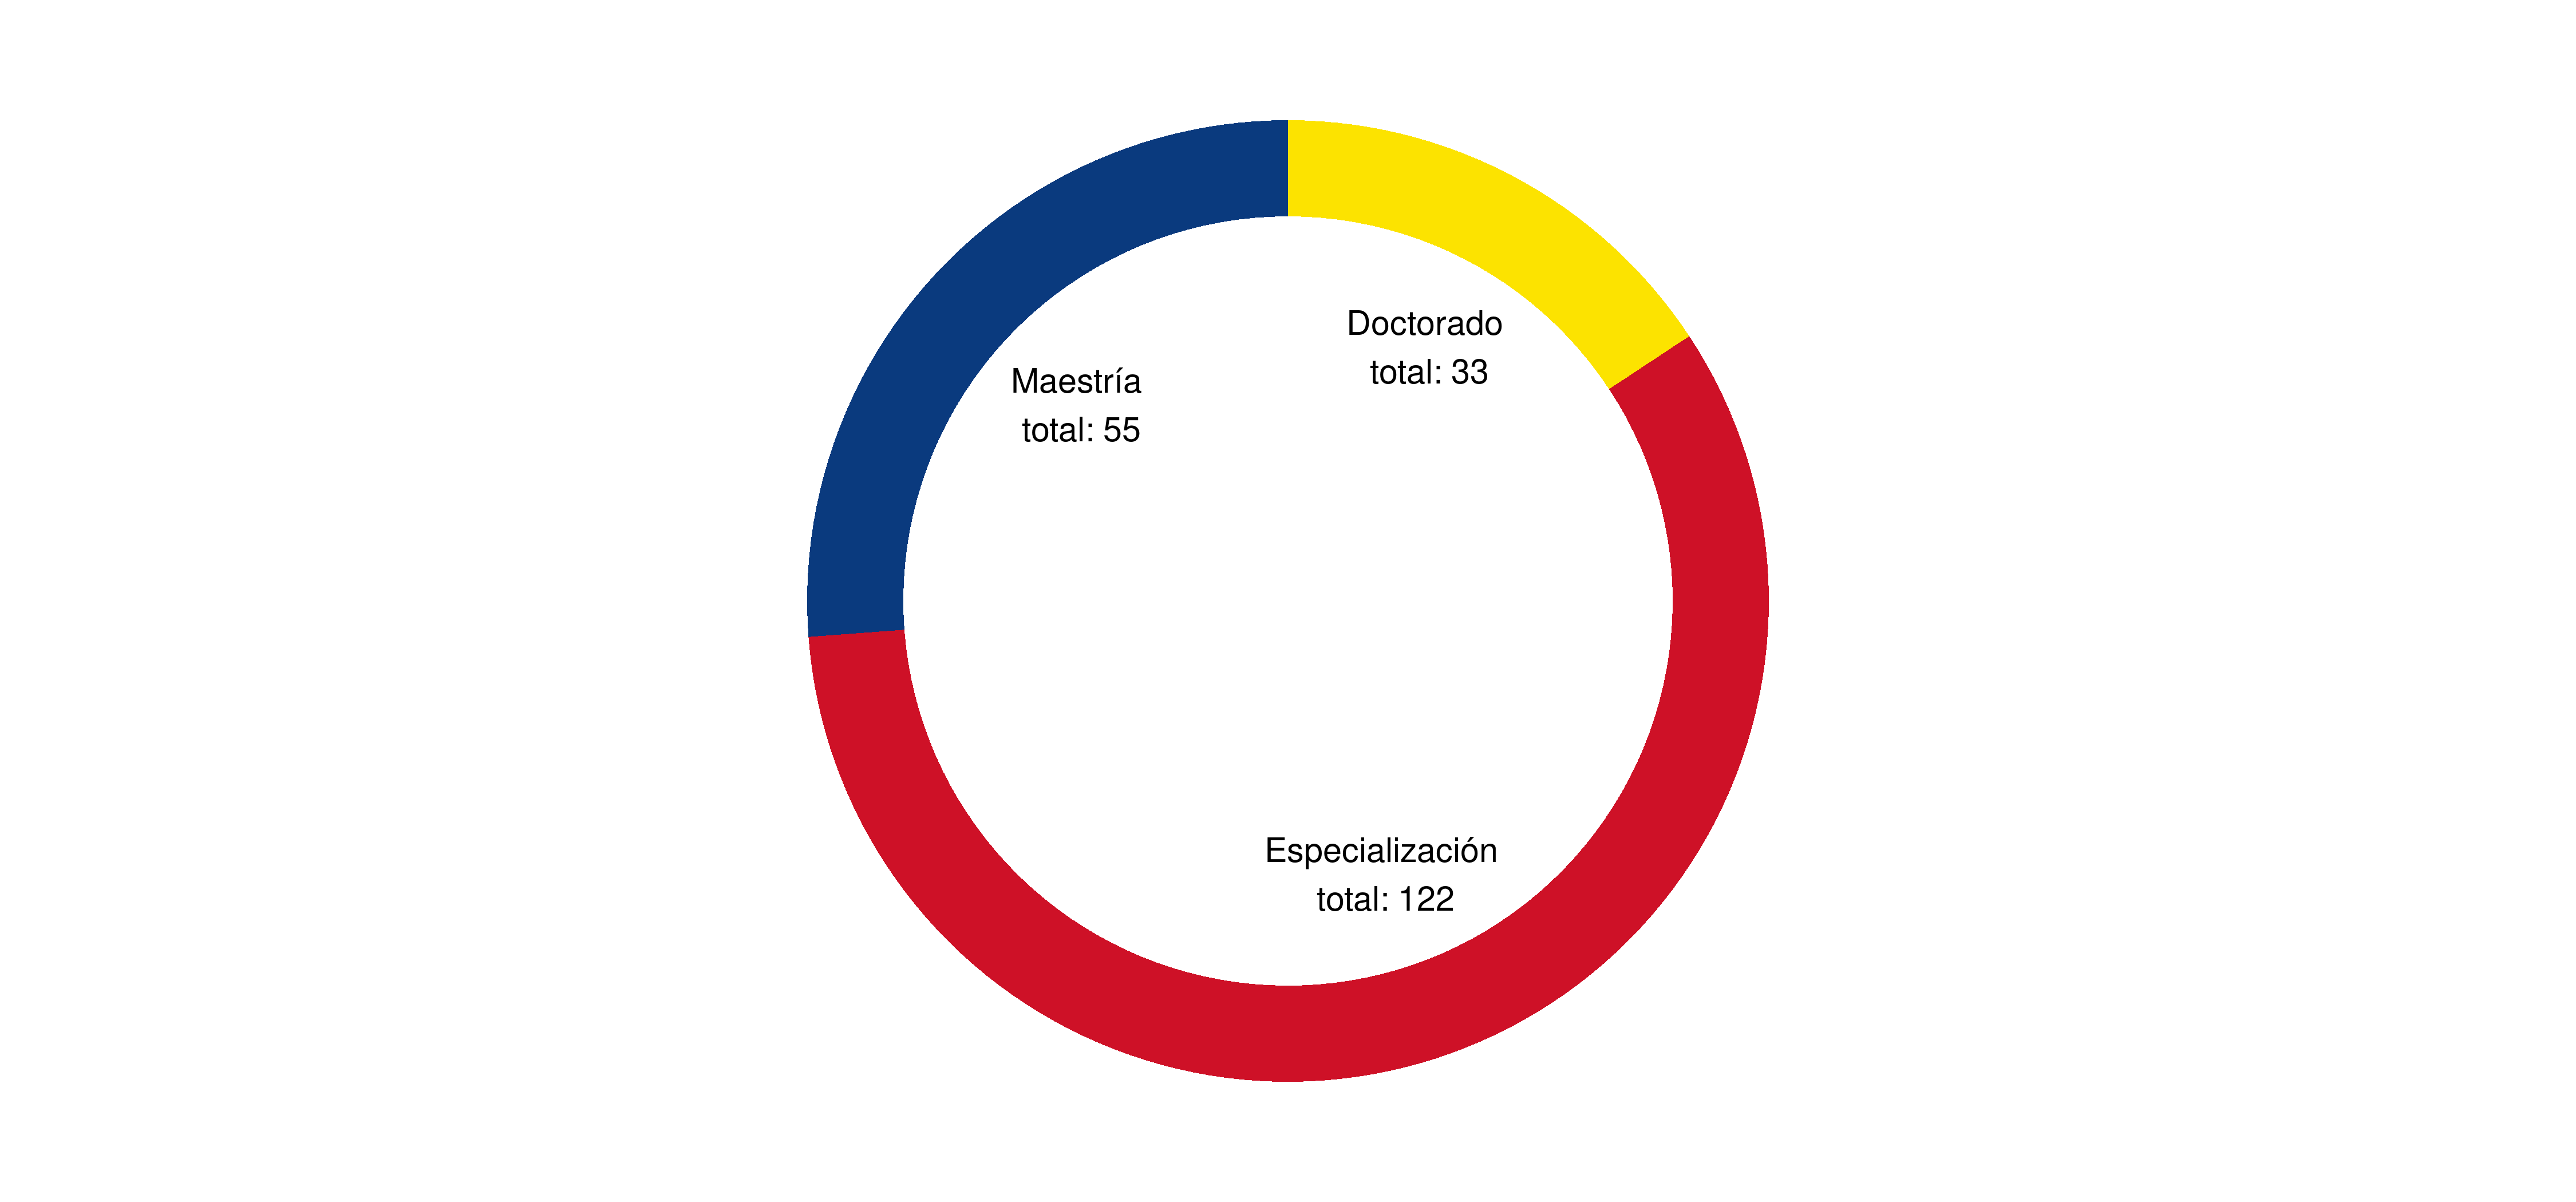 Doctorado
total: 33
Maestría
total: 55
Especialización
total: 122